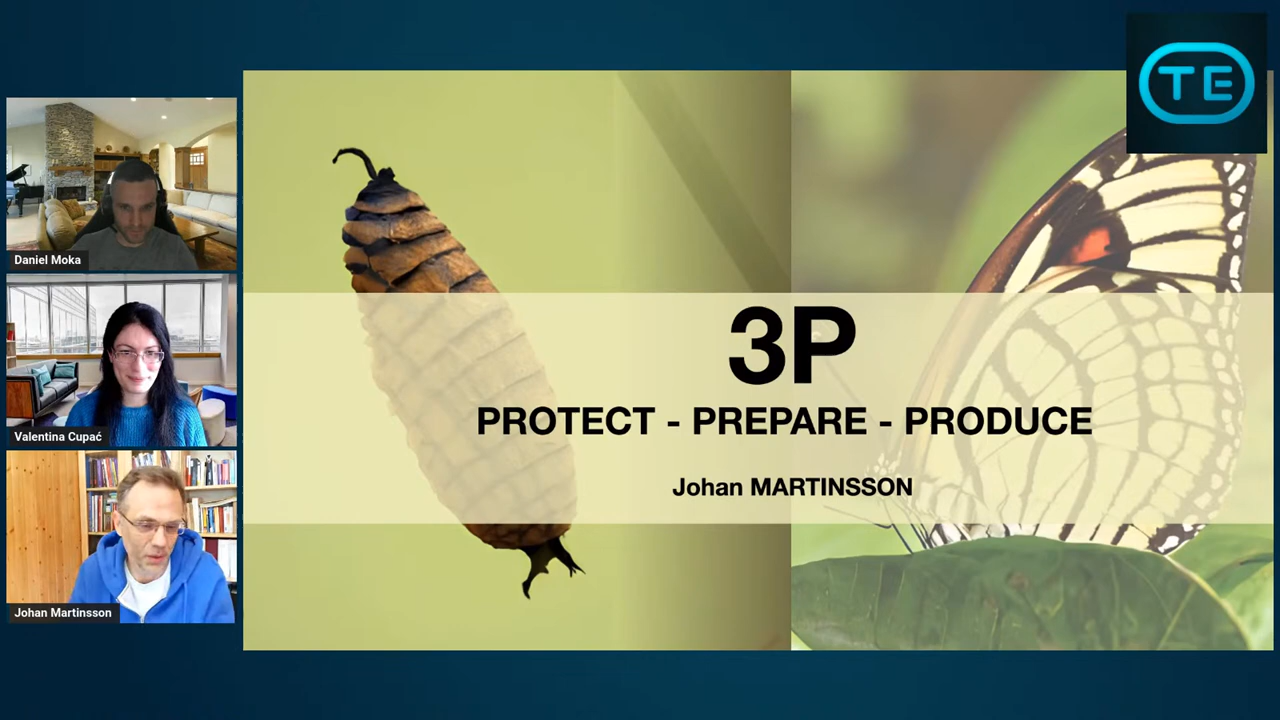 TE
Daniel Moka
Valentina Cupać
Johan Martinsson
3P
PROTECT - PREPARE - PRODUCE
Johan MARTINSSON